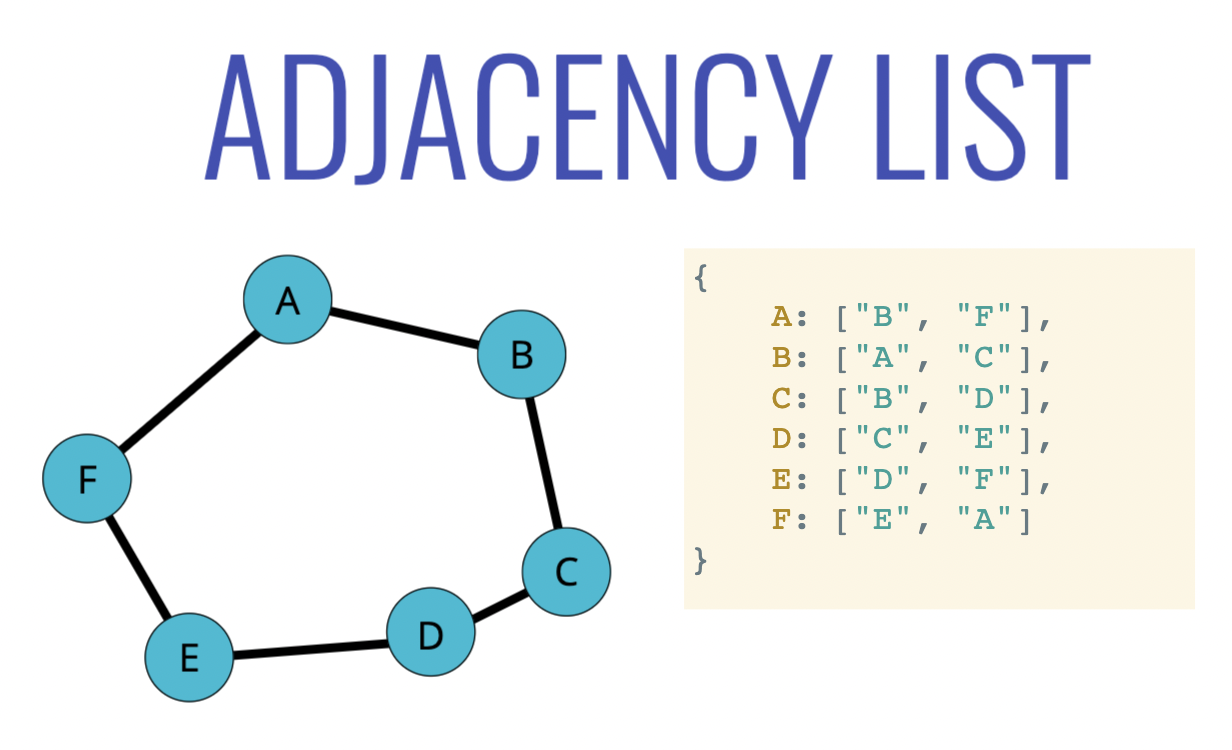 ADJACENCY LIST
A
B
F
C
D
E
{
A: ["B", "F"],
B: ["A", "C"],
C: ["B", "D"],
D: ["C", "E"],
E: ["D", "F"],
F: ["E", "A"]
}